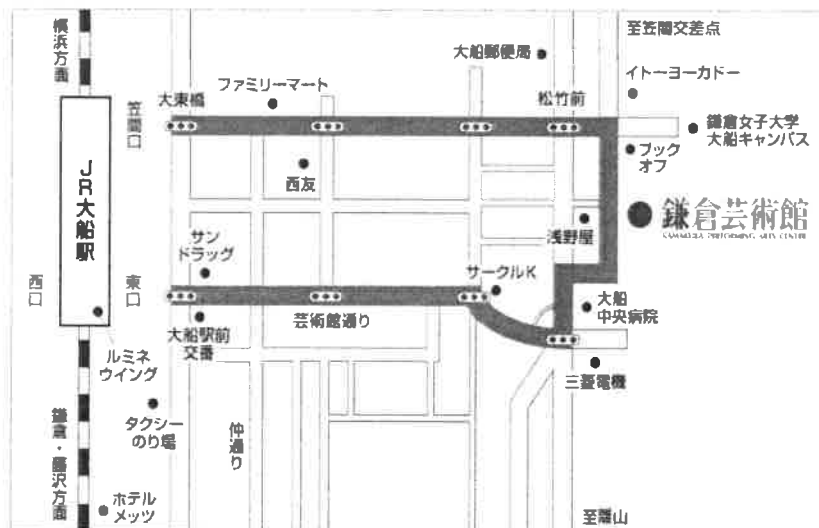 横浜方面
JR大船駅
笠間口
大東橋
ファミリーマート
大船郵便局
至笠間交差点
イトーヨーカドー
松竹前
鎌倉女子大学
大船キャンパス
ブック
オフ
西友
鎌倉芸術館
浅野屋
サン
ドラッグ
サークルK
西口
東口
大船
中央病院
芸術館通り
大船駅前
交番
ルミネ
ウイング
三菱電機
タクシー
のり場
仲通り
鎌倉・藤沢方面
ホテル
メッツ
至離山